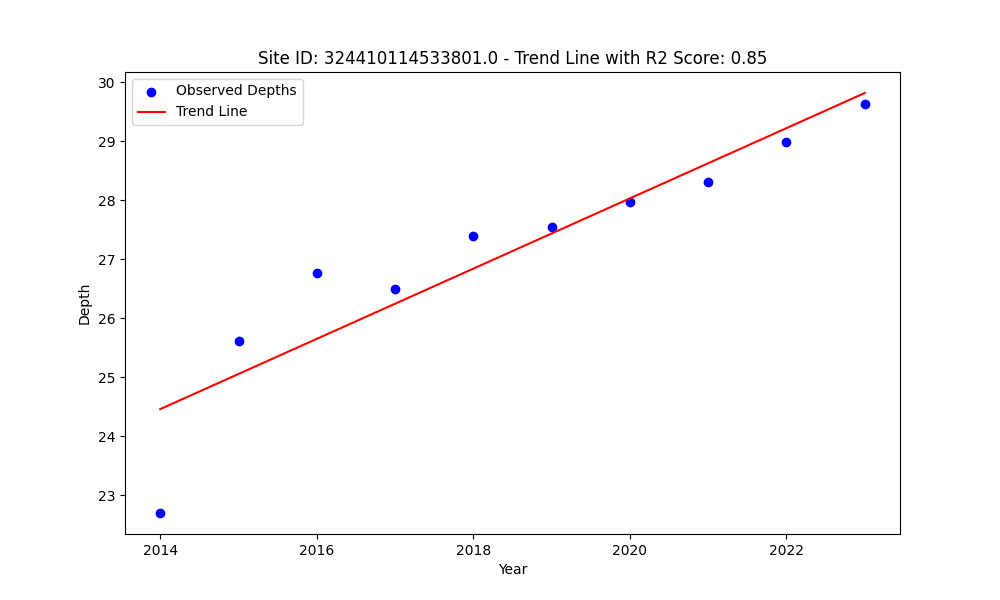 Site ID: 324410114533801.0 - Trend Line with R2 Score: 0.85
Observed Depths
Trend Line
30
29
28
27
26
25
24
23
Depth
2014 2016 2018 2020 2022
Year